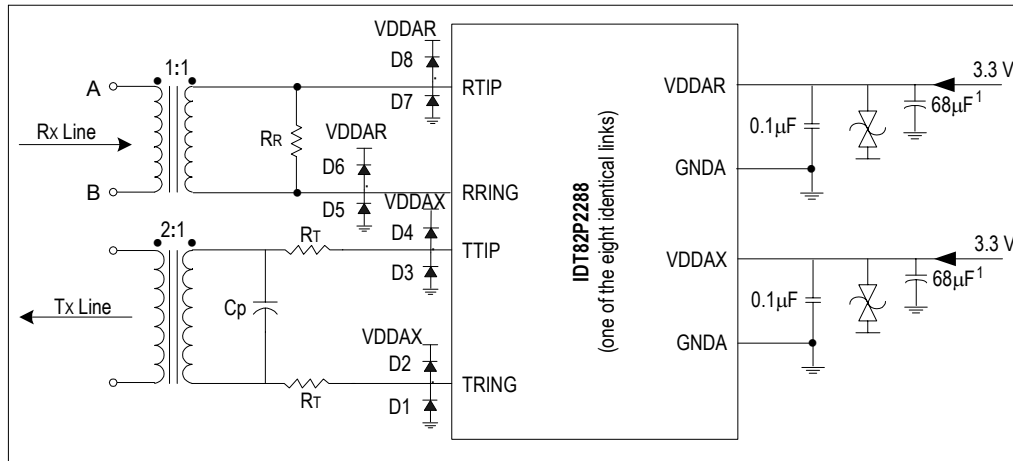 VDDAR
D8
D7
1:1
A
B
Rx Line
RR
VDDAR
D6
D5
RTIP
RRING
VDDAX
D4
D3
2:1
RT
TTIP
Tx Line
Cp
VDDAX
D2
D1
RT
TRING
IDT82P2288
(one of the eight identical links)
VDDAR
3.3 V
0.1µF
68µF1
GNDA
VDDAX
3.3 V
0.1µF
68µF1
GNDA